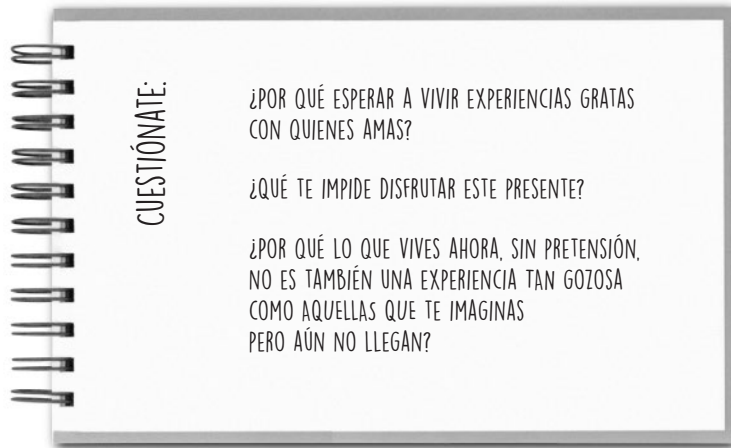 CUESTIÓNATE:
¿POR QUÉ ESPERAR A VIVIR EXPERIENCIAS GRATAS
CON QUIENES AMAS?
¿QUÉ TE IMPIDE DISFRUTAR ESTE PRESENTE?
¿POR QUÉ LO QUE VIVES AHORA, SIN PRETENSIÓN,
NO ES TAMBIÉN UNA EXPERIENCIA TAN GOZOSA
COMO AQUELLAS QUE TE IMAGINAS
PERO AÚN NO LLEGAN?